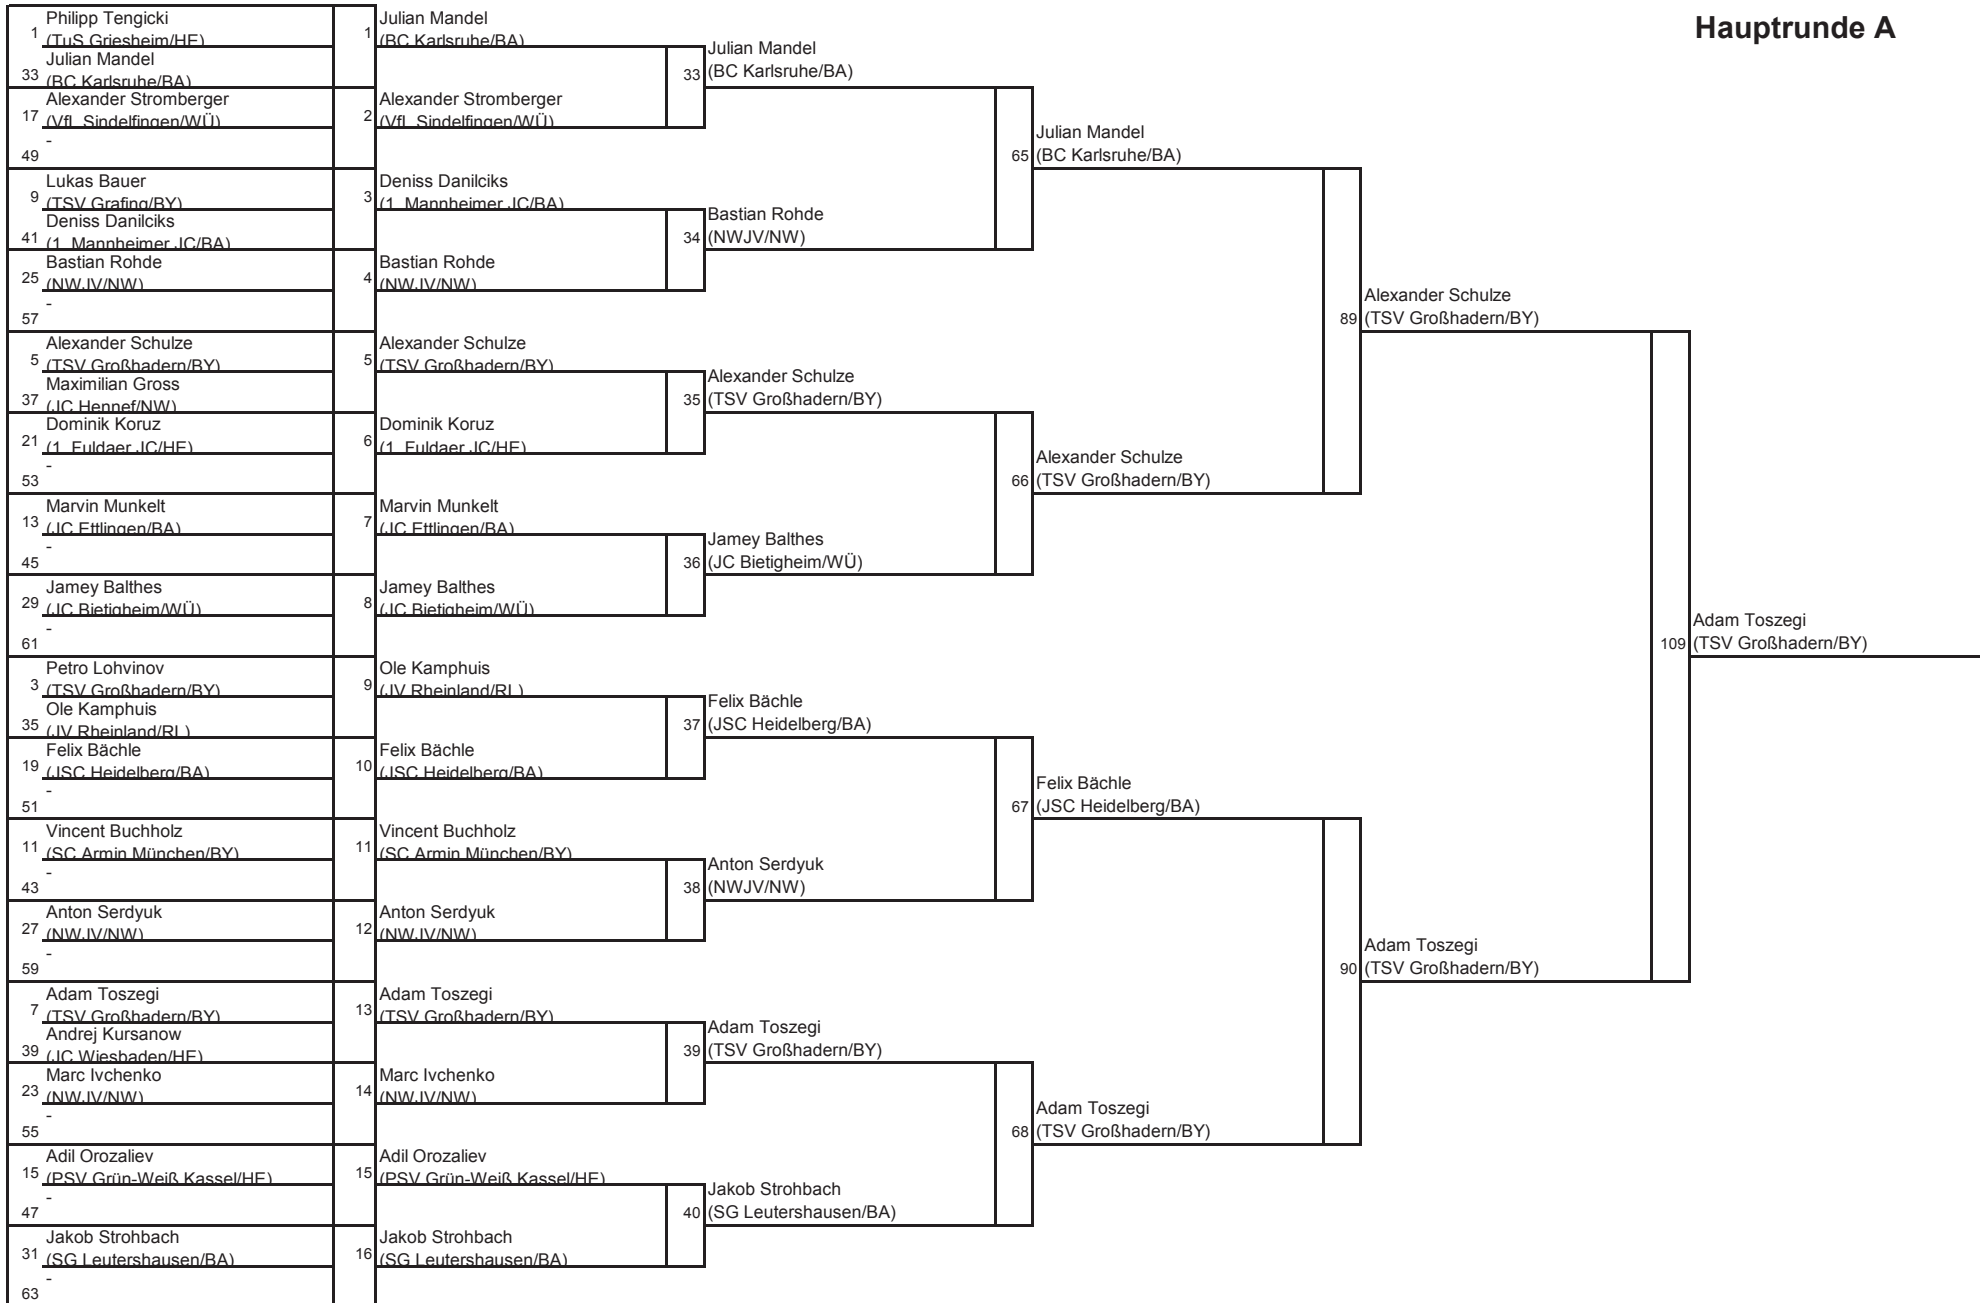 Hauptrunde A
1
Philipp Tengicki
(TuS Griesheim/HE)
33
Julian Mandel
(BC Karlsruhe/BA)
17
Alexander Stromberger
(VfL Sindelfingen/WÜ)
49
-
9
Lukas Bauer
(TSV Grafing/BY)
41
Deniss Danilciks
(1. Mannheimer JC/BA)
25
Bastian Rohde
(NWJV/NW)
57
-
5
Alexander Schulze
(TSV Großhadern/BY)
37
Maximilian Gross
(JC Hennef/NW)
21
Dominik Koruz
(1. Fuldaer JC/HE)
53
-
13
Marvin Munkelt
(JC Ettlingen/BA)
45
-
29
Jamey Balthes
(JC Bietigheim/WÜ)
61
-
3
Petro Lohvinov
(TSV Großhadern/BY)
35
Ole Kamphuis
(JV Rheinland/RL)
19
Felix Bächle
(JSC Heidelberg/BA)
51
-
11
Vincent Buchholz
(SC Armin München/BY)
43
-
27
Anton Serdyuk
(NWJV/NW)
59
-
7
Adam Toszegi
(TSV Großhadern/BY)
39
Andrej Kursanow
(JC Wiesbaden/HE)
23
Marc Ivchenko
(NWJV/NW)
55
-
15
Adil Orozaliev
(PSV Grün-Weiß Kassel/HE)
47
-
31
Jakob Strohbach
(SG Leutershausen/BA)
63
-
1
Julian Mandel
(BC Karlsruhe/BA)
2
Alexander Stromberger
(VfL Sindelfingen/WÜ)
3
Deniss Danilciks
(1. Mannheimer JC/BA)
4
Bastian Rohde
(NWJV/NW)
5
Alexander Schulze
(TSV Großhadern/BY)
6
Dominik Koruz
(1. Fuldaer JC/HE)
7
Marvin Munkelt
(JC Ettlingen/BA)
8
Jamey Balthes
(JC Bietigheim/WÜ)
9
Ole Kamphuis
(JV Rheinland/RL)
10
Felix Bächle
(JSC Heidelberg/BA)
11
Vincent Buchholz
(SC Armin München/BY)
12
Anton Serdyuk
(NWJV/NW)
13
Adam Toszegi
(TSV Großhadern/BY)
14
Marc Ivchenko
(NWJV/NW)
15
Adil Orozaliev
(PSV Grün-Weiß Kassel/HE)
16
Jakob Strohbach
(SG Leutershausen/BA)
33
Julian Mandel
(BC Karlsruhe/BA)
34
Bastian Rohde
(NWJV/NW)
35
Alexander Schulze
(TSV Großhadern/BY)
36
Jamey Balthes
(JC Bietigheim/WÜ)
37
Felix Bächle
(JSC Heidelberg/BA)
38
Anton Serdyuk
(NWJV/NW)
39
Adam Toszegi
(TSV Großhadern/BY)
40
Jakob Strohbach
(SG Leutershausen/BA)
65
Julian Mandel
(BC Karlsruhe/BA)
66
Alexander Schulze
(TSV Großhadern/BY)
67
Felix Bächle
(JSC Heidelberg/BA)
68
Adam Toszegi
(TSV Großhadern/BY)
89
Alexander Schulze
(TSV Großhadern/BY)
90
Adam Toszegi
(TSV Großhadern/BY)
109
Adam Toszegi
(TSV Großhadern/BY)